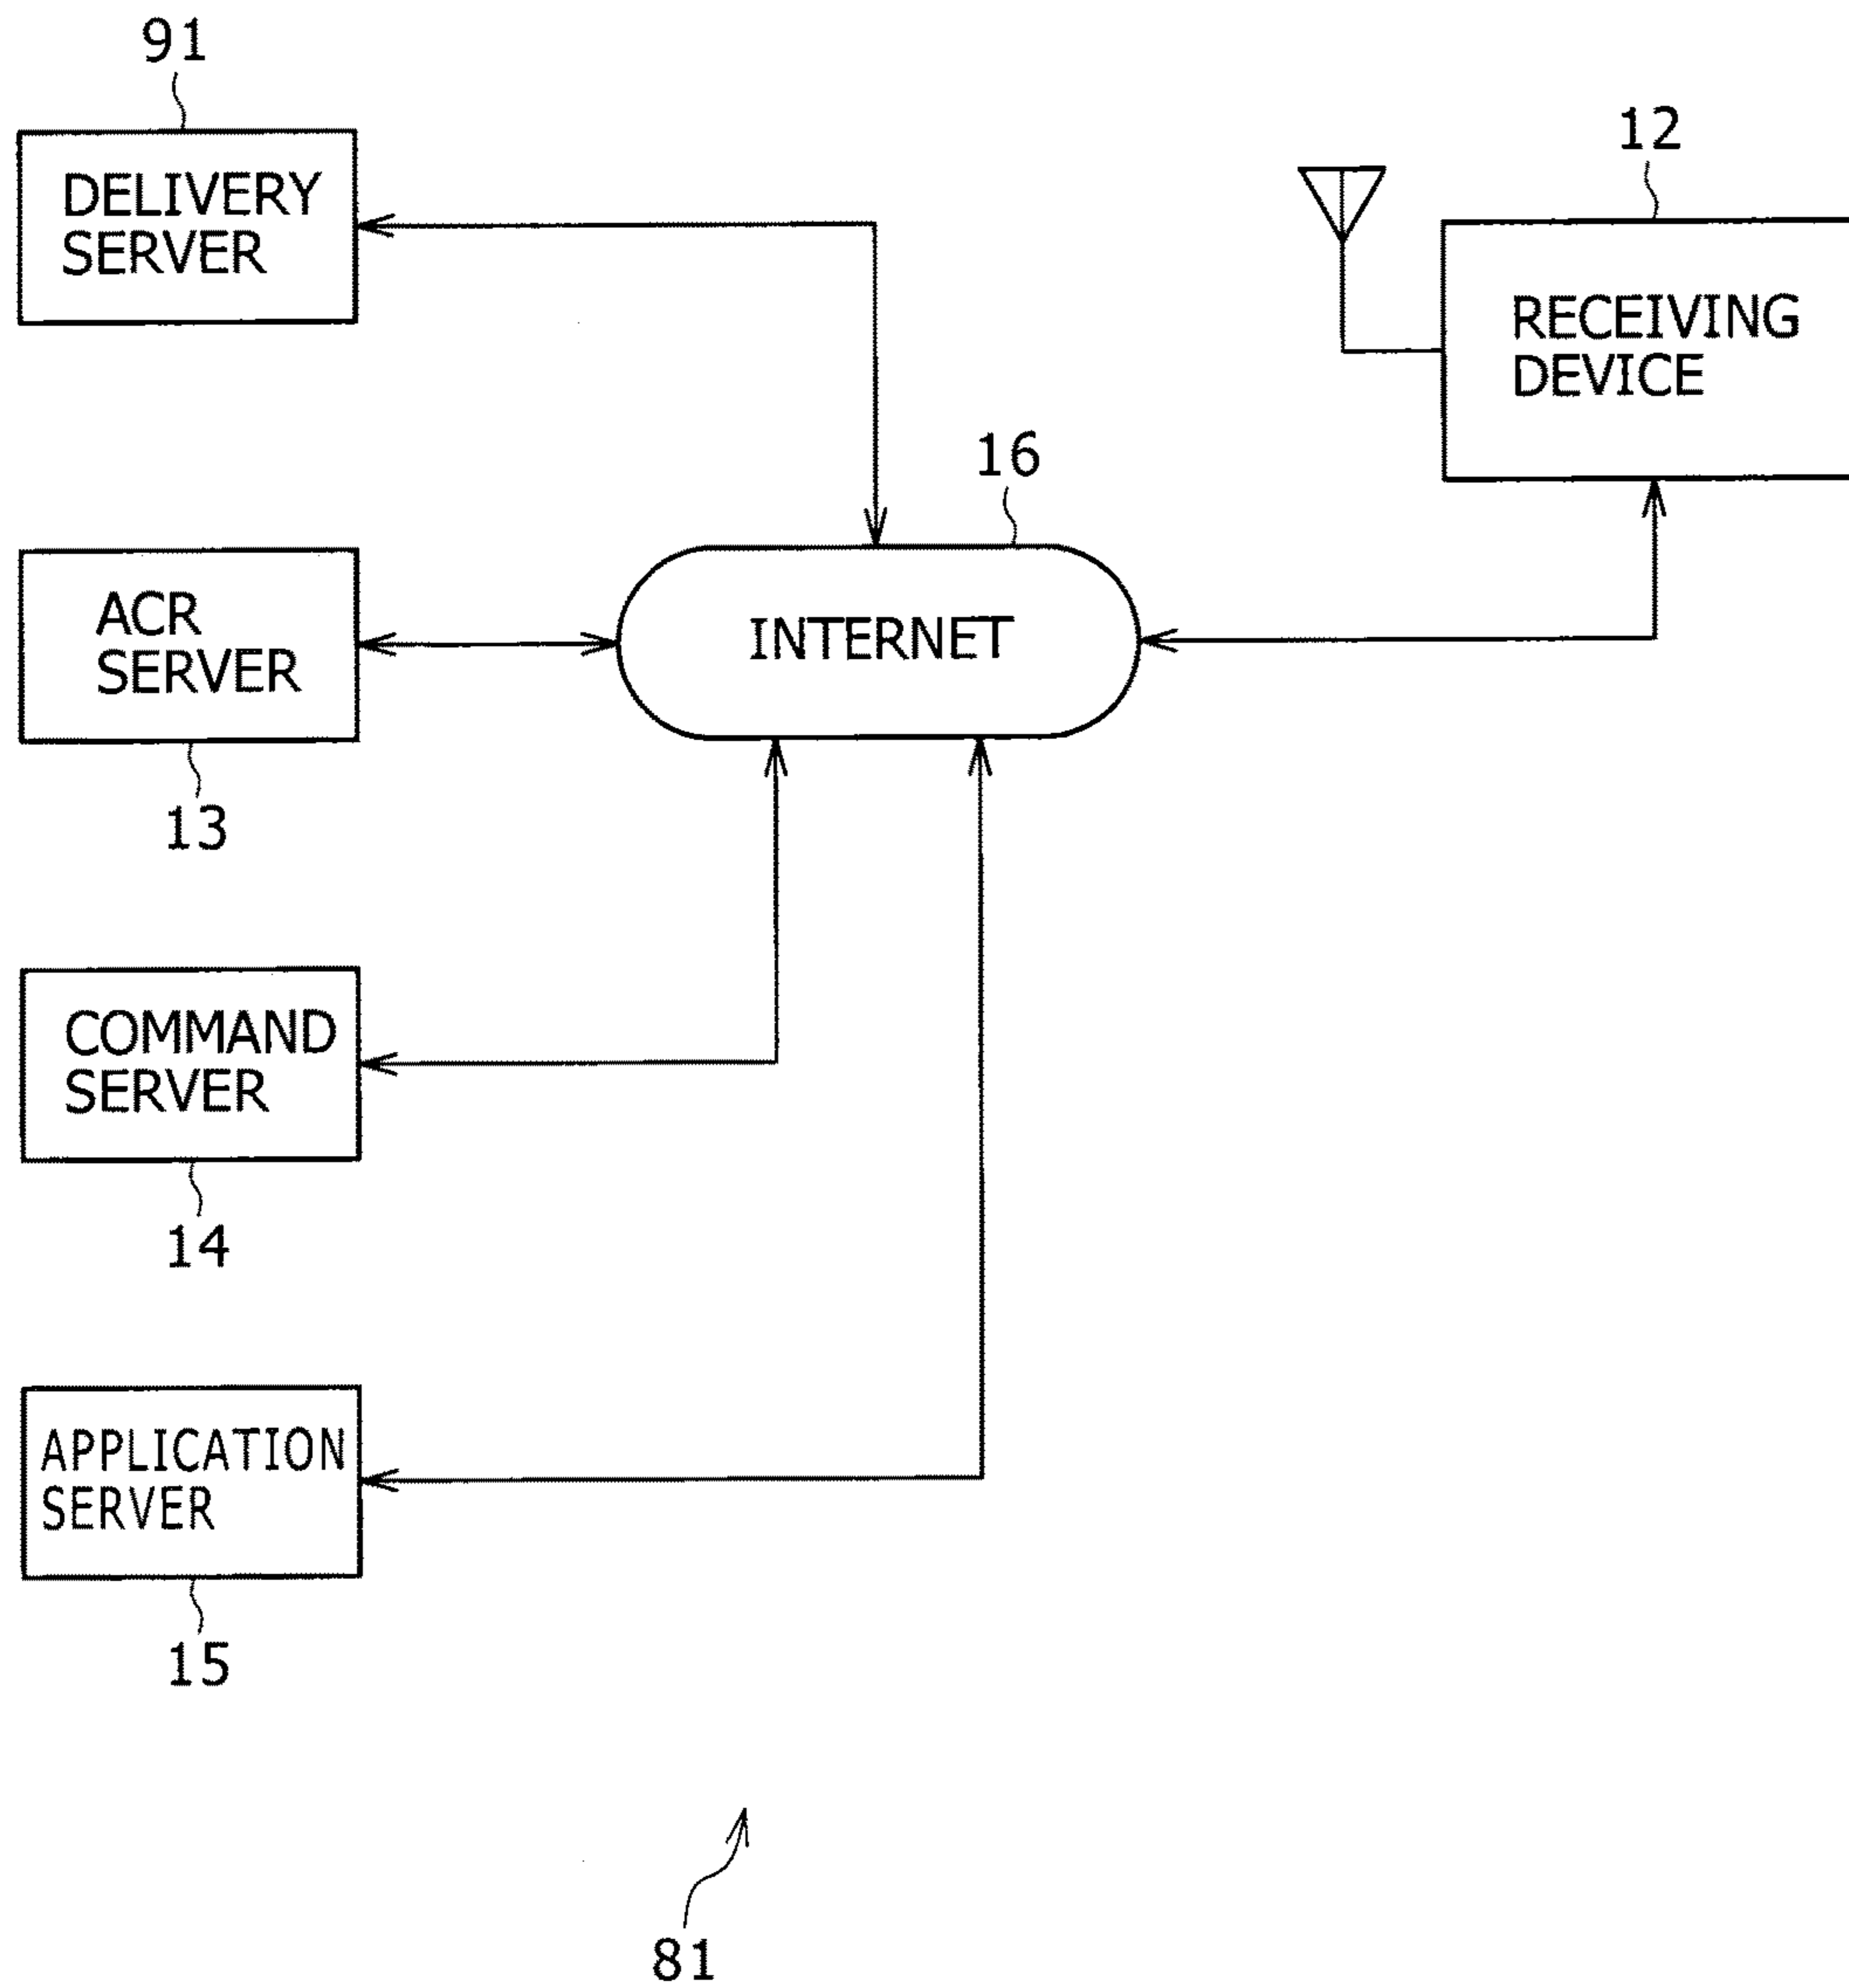 91
DELIVERY
SERVER
12
RECEIVING
DEVICE
16
INTERNET
ACR
SERVER
13
COMMAND
SERVER
14
APPLICATION
SERVER
15
81